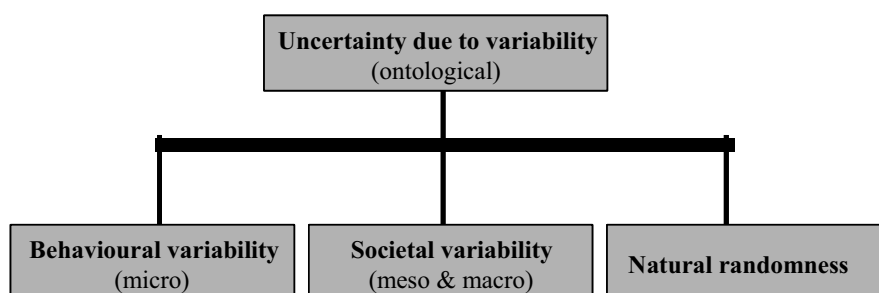 Uncertainty due to variability
(ontological)
Behavioural variability
(micro)
Societal variability
(meso & macro)
Natural randomness